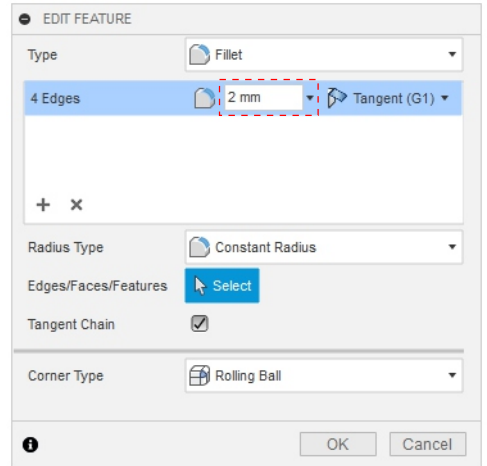 EDIT FEATURE
Type Fillet
4 Edges 2 mm Tangent (G1)
Radius Type Constant Radius
Edges/Faces/Features Select
Tangent Chain
Corner Type Rolling Ball
OK Cancel